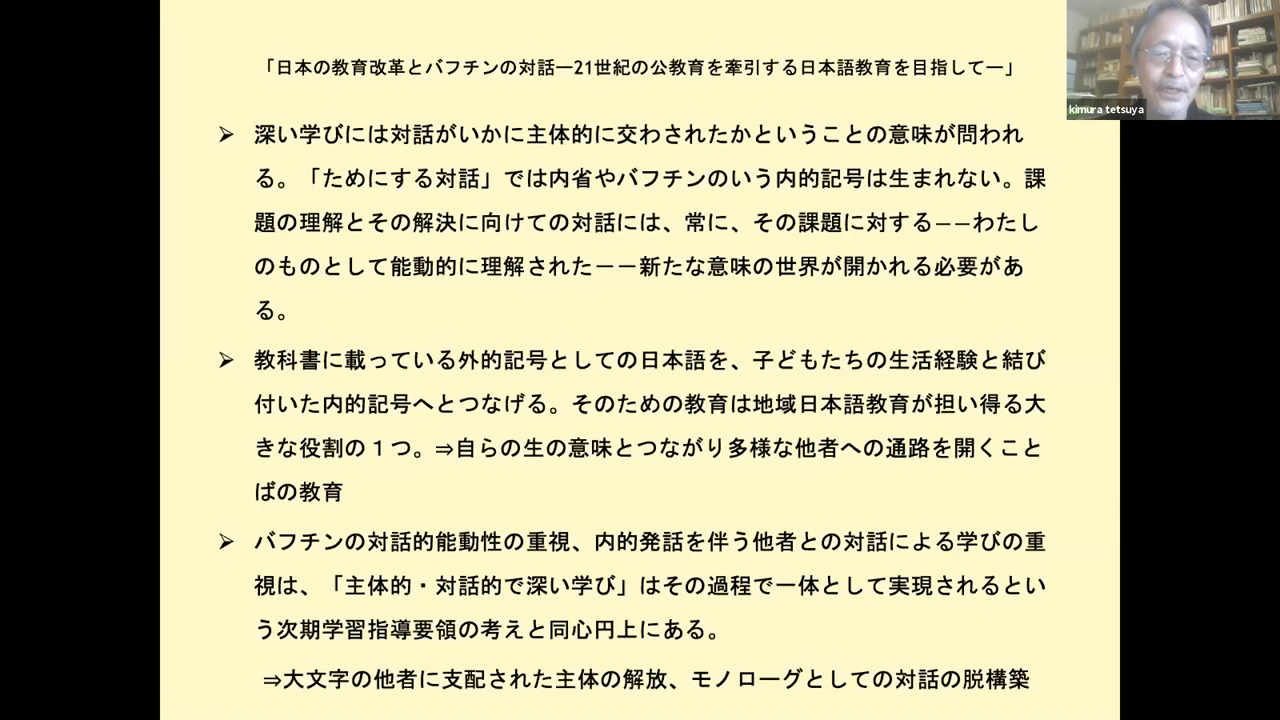 「日本の教育改革とバフチンの対話―21世紀の公教育を牽引する日本語教育を目指して―」
kimura tetsuya
➢ 深い学びには対話がいかに主体的に交わされたかということの意味が問われ
る。「ためにする対話」では内省やバフチンのいう内的記号は生まれない。課
題の理解とその解決に向けての対話には、常に、その課題に対する――わたし
のものとして能動的に理解された――新たな意味の世界が開かれる必要があ
る。
➢ 教科書に載っている外的記号としての日本語を、子どもたちの生活経験と結び
付いた内的記号へとつなげる。そのための教育は地域日本語教育が担い得る大
きな役割の１つ。⇒自らの生の意味とつながり多様な他者への通路を開くこと
ばの教育
➢ バフチンの対話的能動性の重視、内的発話を伴う他者との対話による学びの重
視は、「主体的・対話的で深い学び」はその過程で一体として実現されるとい
う次期学習指導要領の考えと同心円上にある。
⇒大文字の他者に支配された主体の解放、モノローグとしての対話の脱構築